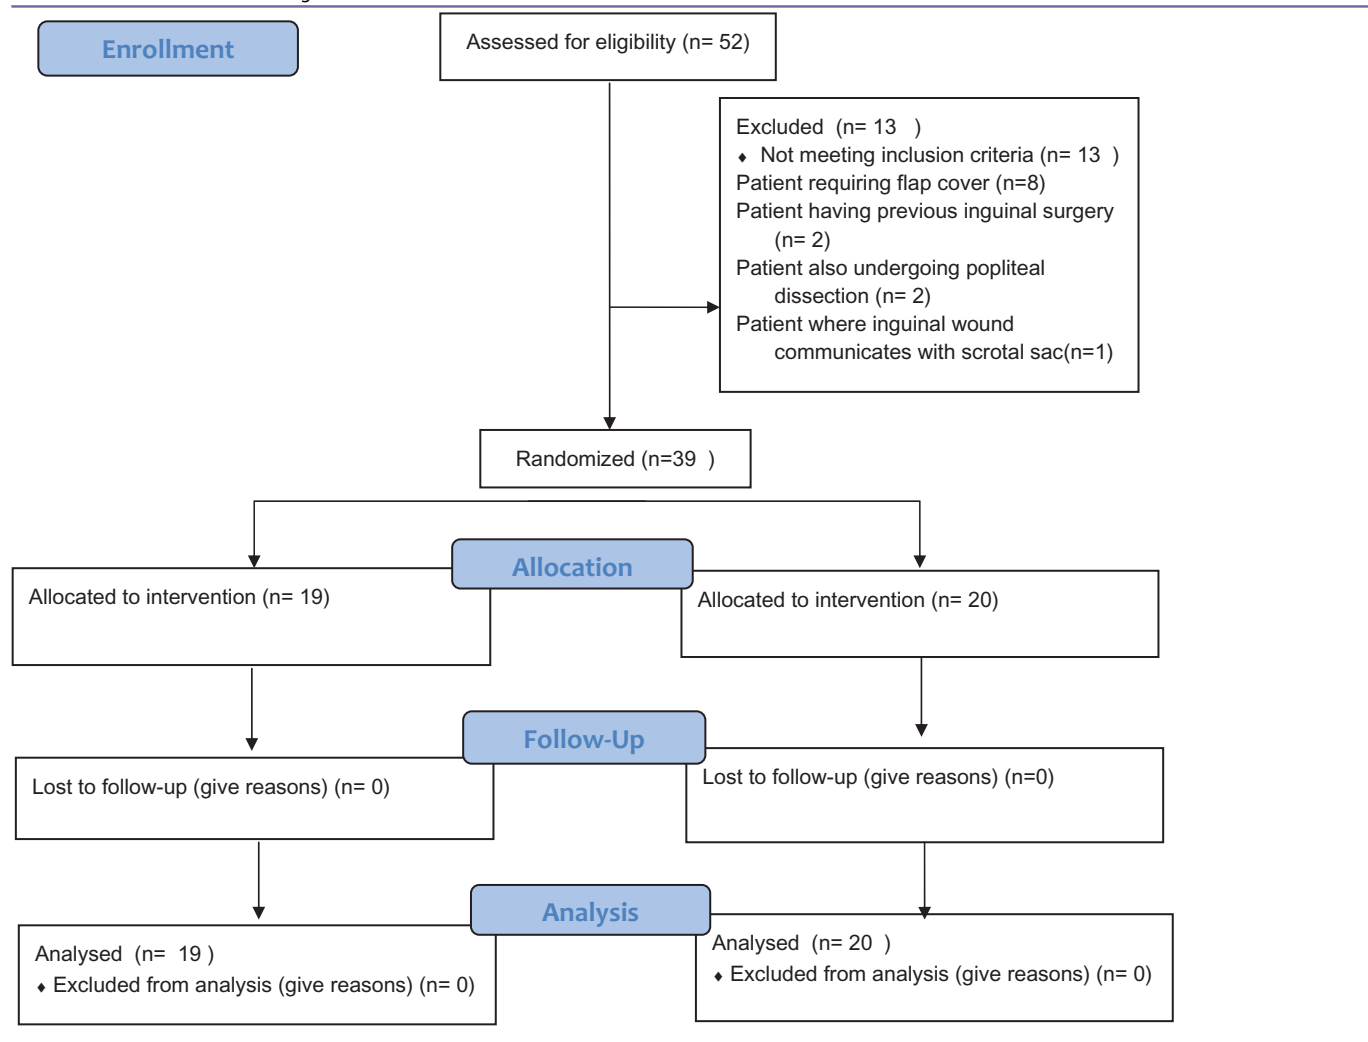 Enrollment
Assessed for eligibility (n= 52)
Excluded (n= 13 )
♦ Not meeting inclusion criteria (n= 13 )
Patient requiring flap cover (n=8)
Patient having previous inguinal surgery
(n= 2)
Patient also undergoing popliteal
dissection (n= 2)
Patient where inguinal wound
communicates with scrotal sac(n=1)
Randomized (n=39 )
Allocation
Allocated to intervention (n= 19)
Allocated to intervention (n= 20)
Follow-Up
Lost to follow-up (give reasons) (n= 0)
Lost to follow-up (give reasons) (n=0)
Analysis
Analysed (n= 19 )
♦ Excluded from analysis (give reasons) (n= 0)
Analysed (n= 20 )
♦ Excluded from analysis (give reasons) (n= 0)